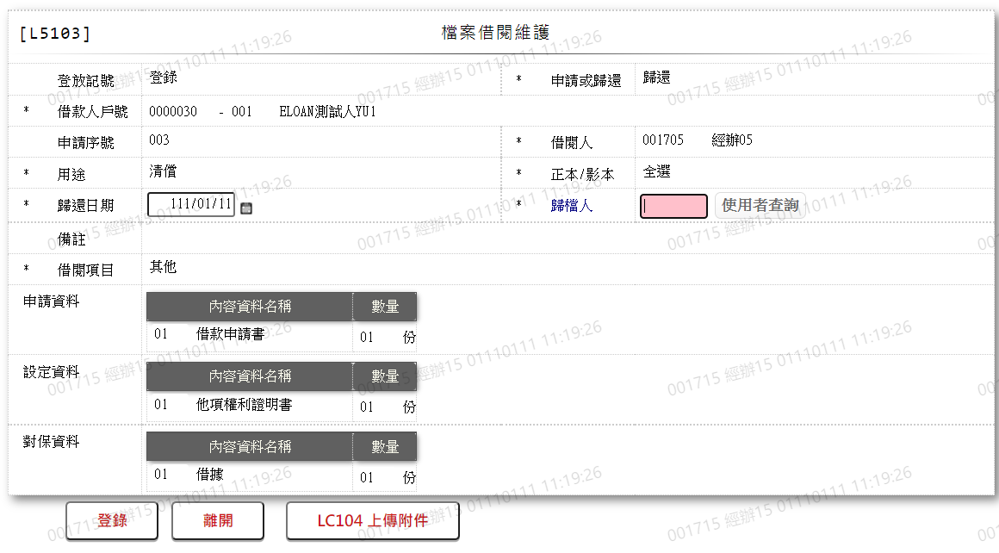 [L5103] 檔案借閱維護
登放記號 登錄 * 申請或歸還 歸還
* 借款人戶號 0000030 - 001 ELOAN測試人YU1
申請序號 003 * 借閱人 001705 經辦05
* 用途 清償 * 正本/影本 全選
* 歸還日期 111/01/11 * 歸檔人 使用者查詢
備註
* 借閱項目 其他
申請資料 內容資料名稱 數量
01 借款申請書 01 份
設定資料 內容資料名稱 數量
01 他項權利證明書 01 份
對保資料 內容資料名稱 數量
01 借據 01 份
登錄 離開 LC104 上傳附件
001715 經辦15 01110111 11:19:26